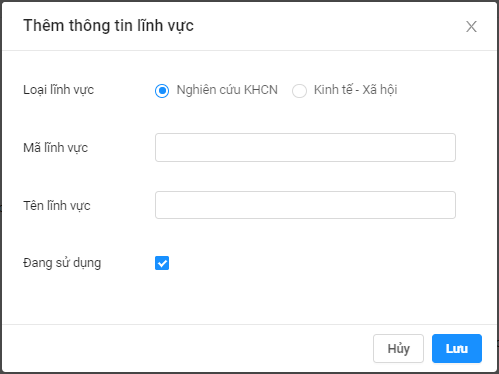 Thêm thông tin lĩnh vực
Loại lĩnh vực Nghiên cứu KHCN Kinh tế - Xã hội
Mã lĩnh vực
Tên lĩnh vực
Đang sử dụng
Hủy Lưu